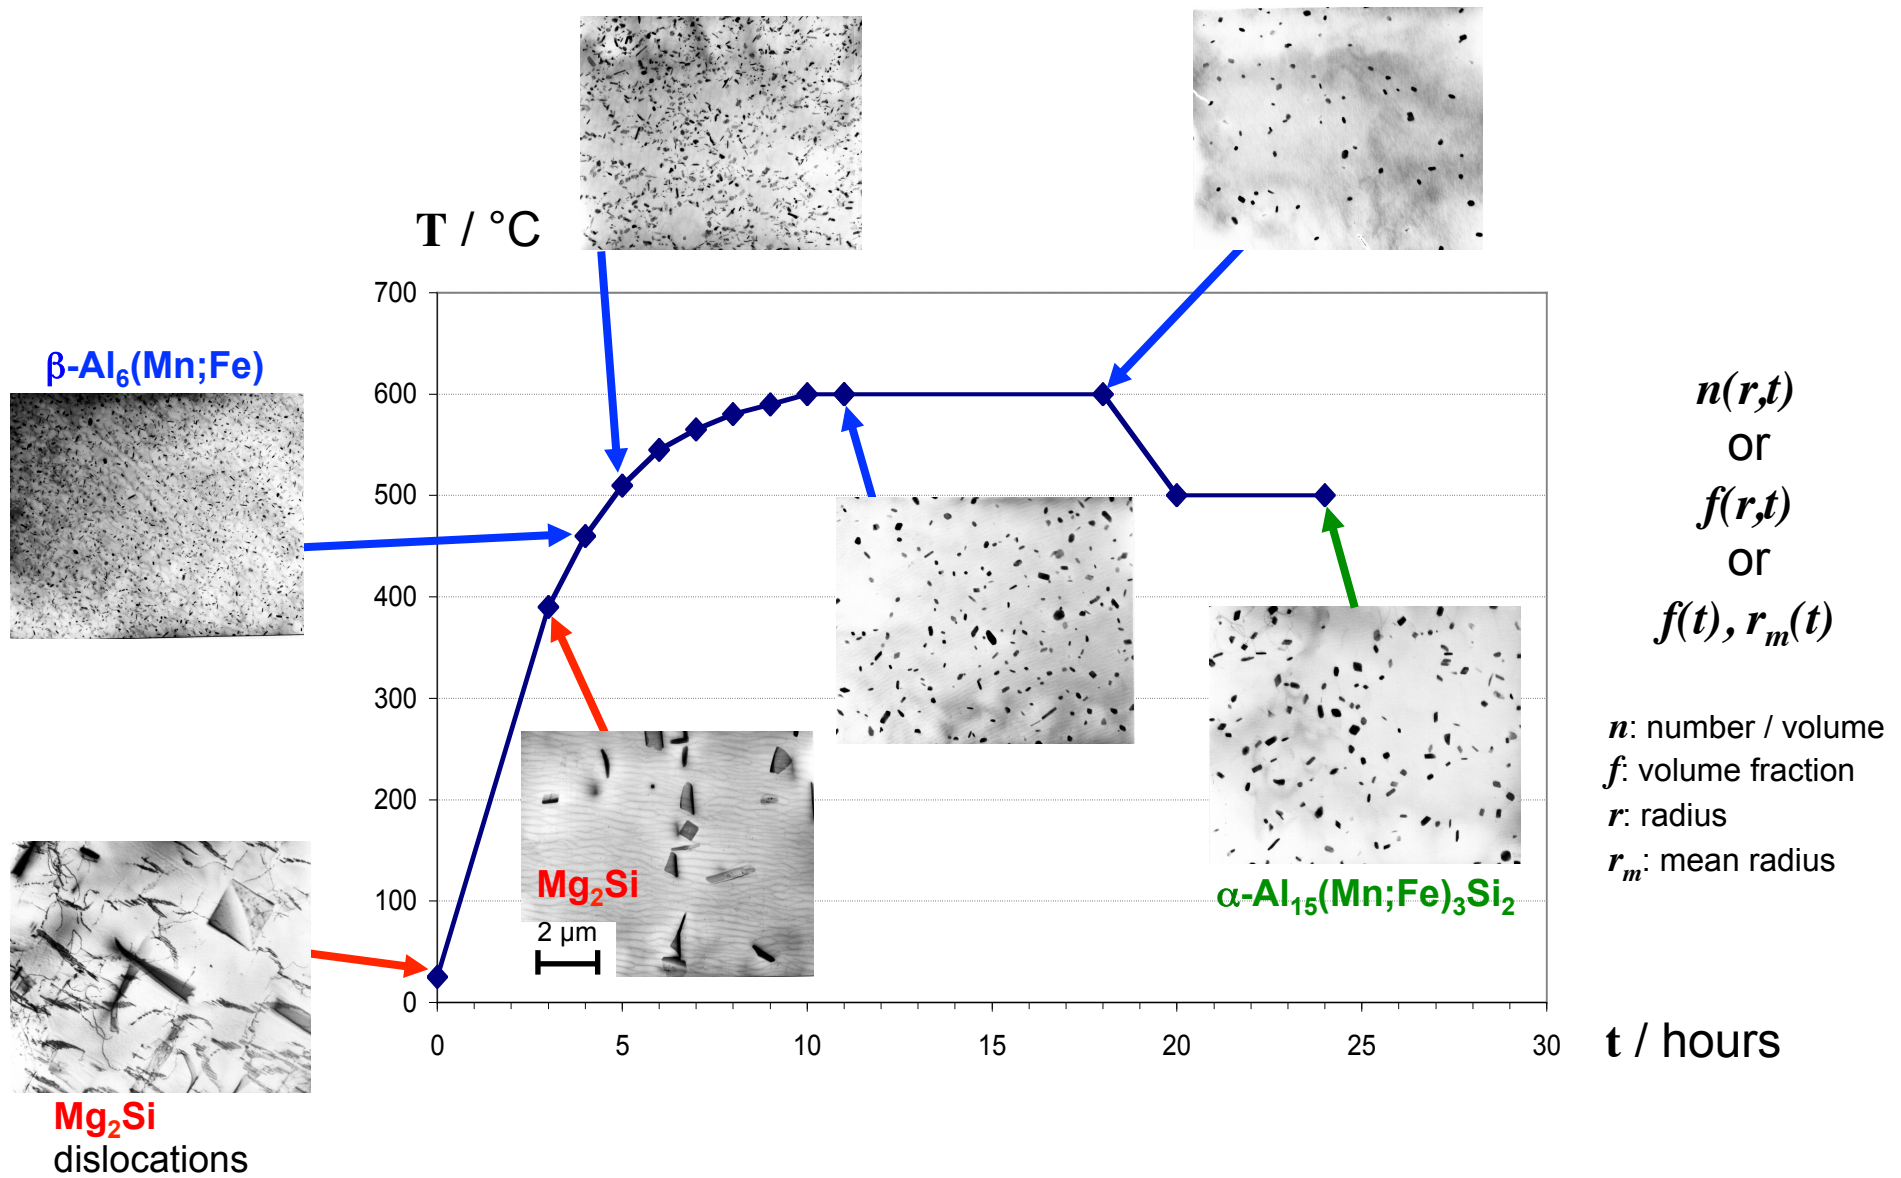 T / °C
700
600
500
400
300
200
100
0
0 5 10 15 20 25 30
t / hours
β-Al₆(Mn;Fe)
Mg₂Si
dislocations
Mg₂Si
2 µm
α-Al₁₅(Mn;Fe)₃Si₂
n(r,t)
or
f(r,t)
or
f(t), rₘ(t)
n: number / volume
f: volume fraction
r: radius
rₘ: mean radius